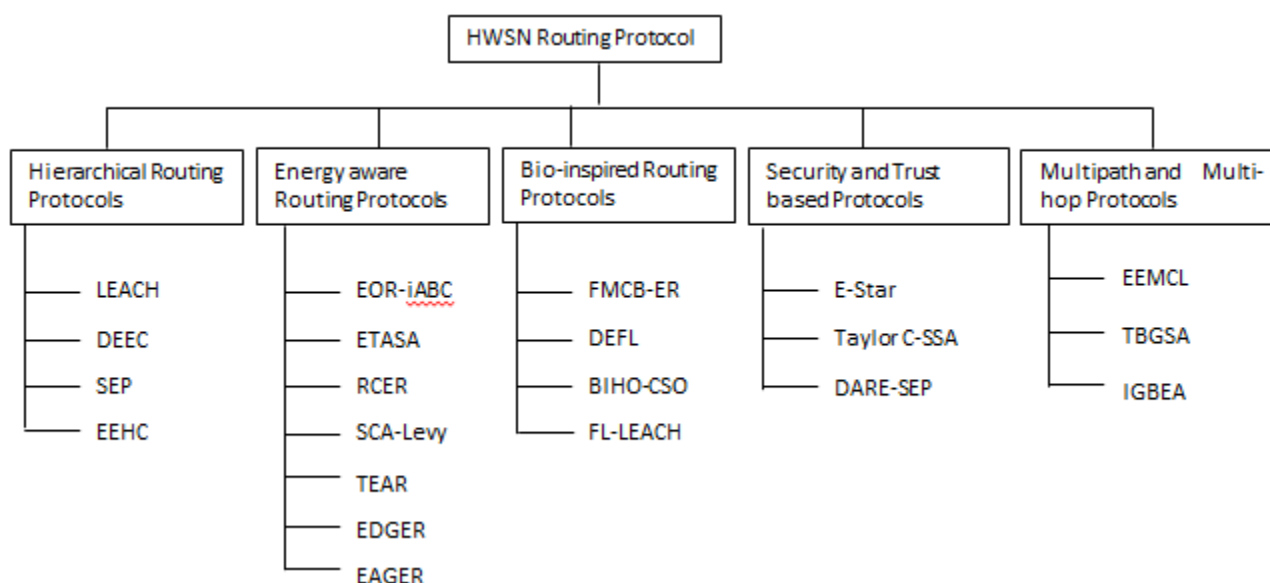 HWSN Routing Protocol
Hierarchical Routing
Protocols
Energy aware
Routing Protocols
Bio-inspired Routing
Protocols
Security and Trust
based Protocols
Multipath and Multi-
hop Protocols
LEACH
DEEC
SEP
EEHC
EOR-iABC
ETASA
RCER
SCA-Levy
TEAR
EDGER
EAGER
FMCB-ER
DEFL
BIHO-CSO
FL-LEACH
E-Star
Taylor C-SSA
DARE-SEP
EEMCL
TBGSA
IGBEA